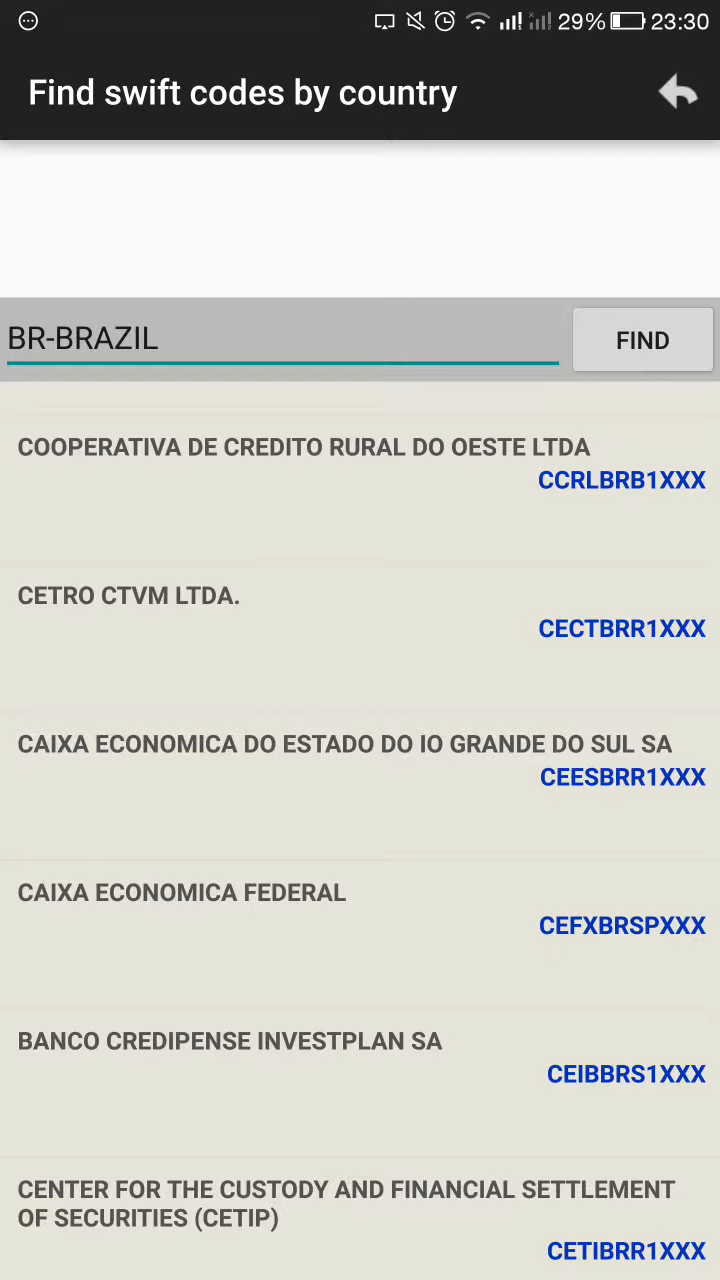 29% 23:30
Find swift codes by country
BR-BRAZIL
FIND
COOPERATIVA DE CREDITO RURAL DO OESTE LTDA
CCRLBRB1XXX
CETRO CTVM LTDA.
CECTBRR1XXX
CAIXA ECONOMICA DO ESTADO DO IO GRANDE DO SUL SA
CEESBRR1XXX
CAIXA ECONOMICA FEDERAL
CEFXBRSPXXX
BANCO CREDIPENSE INVESTPLAN SA
CEIBBRS1XXX
CENTER FOR THE CUSTODY AND FINANCIAL SETTLEMENT
OF SECURITIES (CETIP)
CETIBRR1XXX